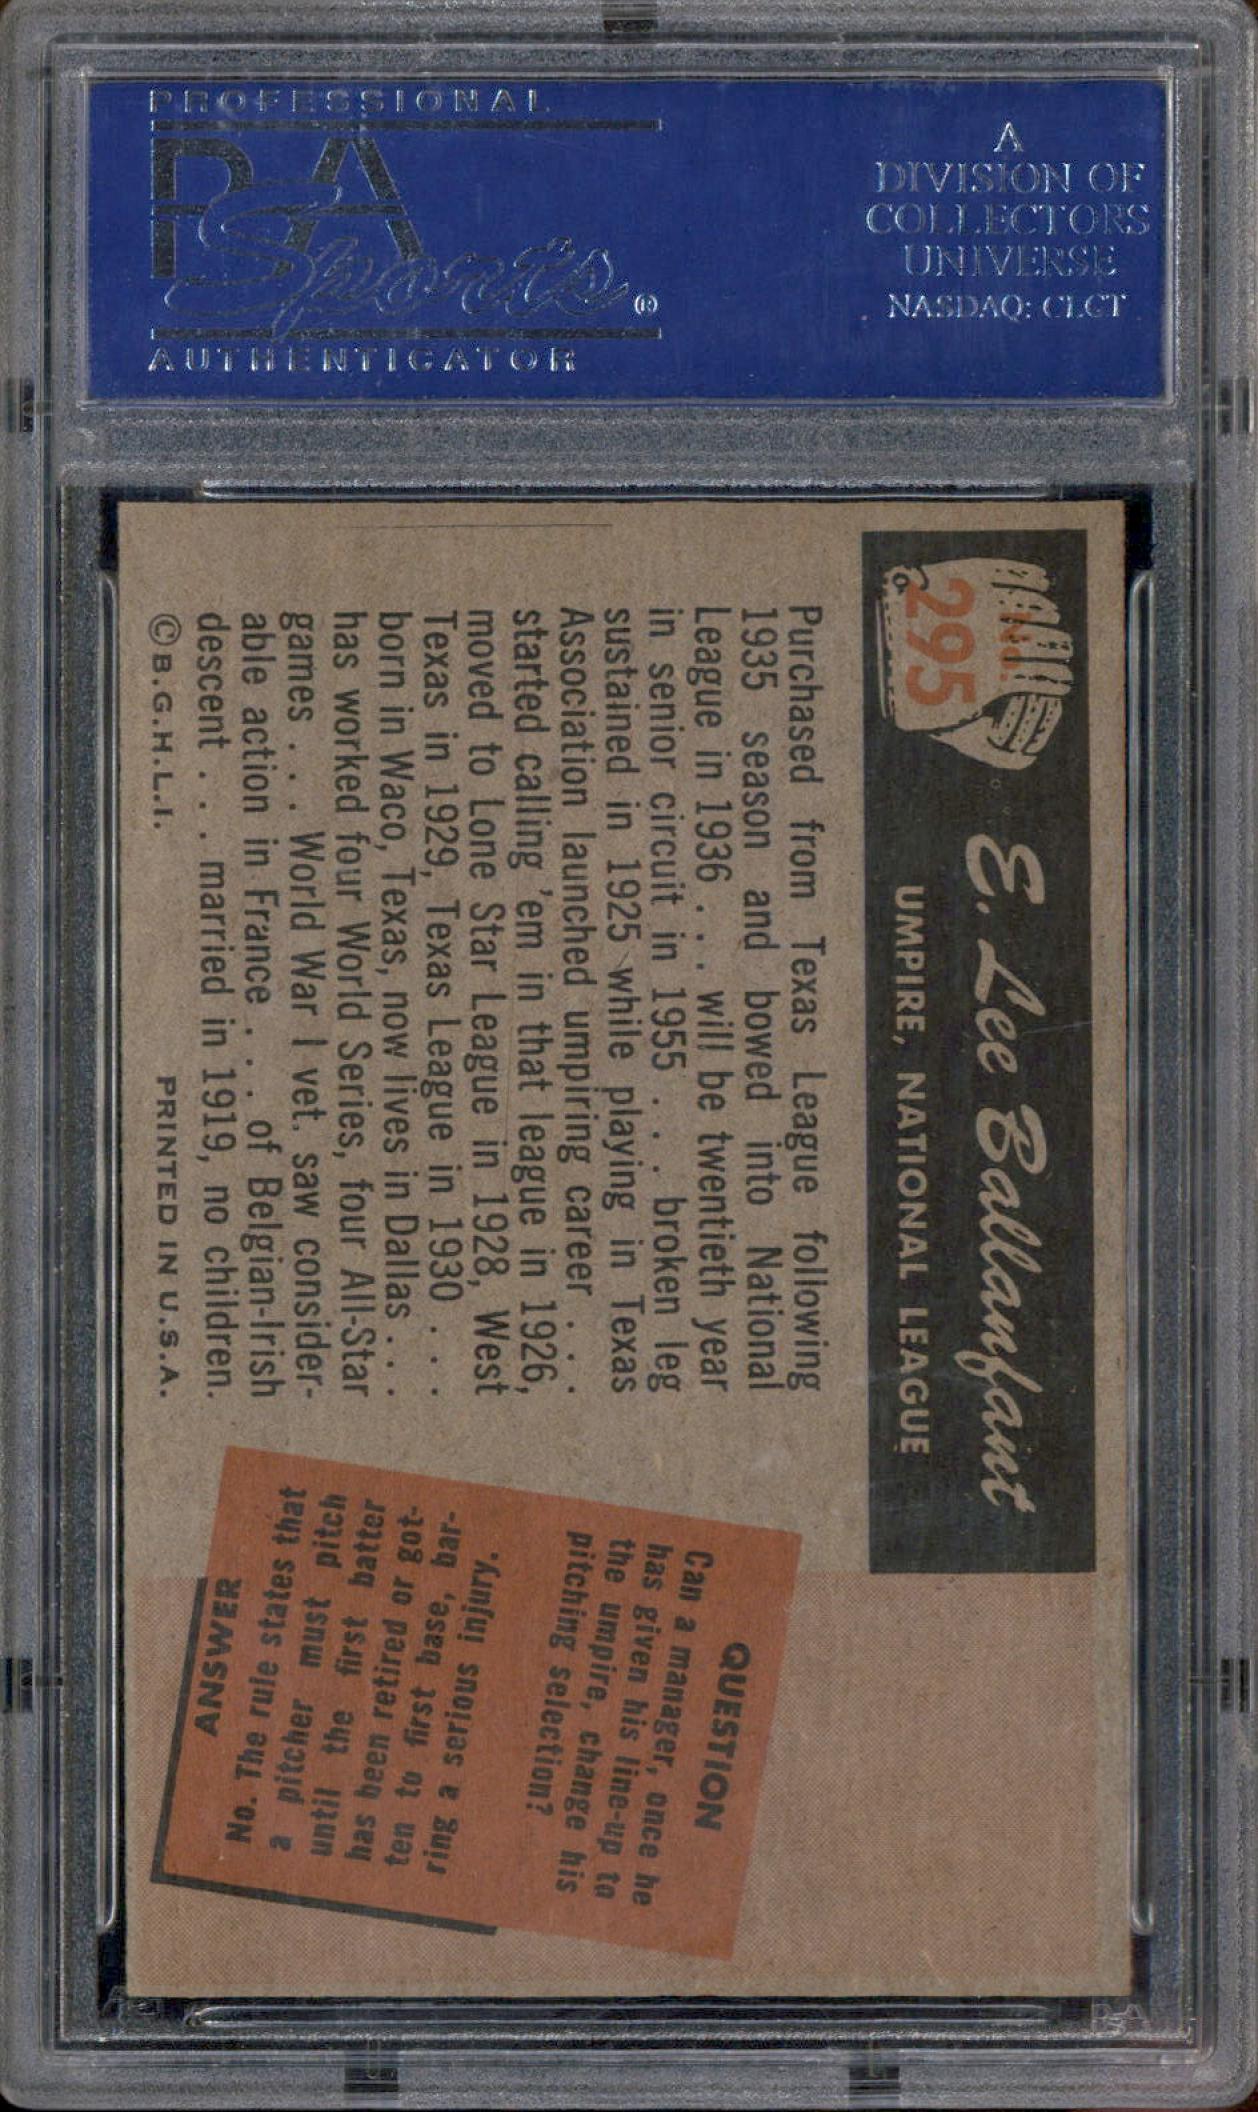 PROFESSIONAL
PSA
Sports®
AUTHENTICATOR
A
DIVISION OF
COLLECTORS
UNIVERSE
NASDAQ: CLCT
No.
295
E. Lee Ballanfant
UMPIRE, NATIONAL LEAGUE
Purchased from Texas League following
1935 season and bowed into National
League in 1936 . . . will be twentieth year
in senior circuit in 1955 . . . broken leg
sustained in 1925 while playing in Texas
Association launched umpiring career . . .
started calling 'em in that league in 1926,
moved to Lone Star League in 1928, West
Texas in 1929, Texas League in 1930 . . .
born in Waco, Texas, now lives in Dallas . . .
has worked four World Series, four All-Star
games . . . World War I vet. saw consider-
able action in France . . . of Belgian-Irish
descent . . . married in 1919, no children.
©B.G.H.L.I. PRINTED IN U.S.A.
QUESTION
Can a manager, once he
has given his line-up to
the umpire, change his
pitching selection?
ANSWER
No. The rule states that
a pitcher must pitch
until the first batter
has been retired or got-
ten to first base, bar-
ring a serious injury.
PSA